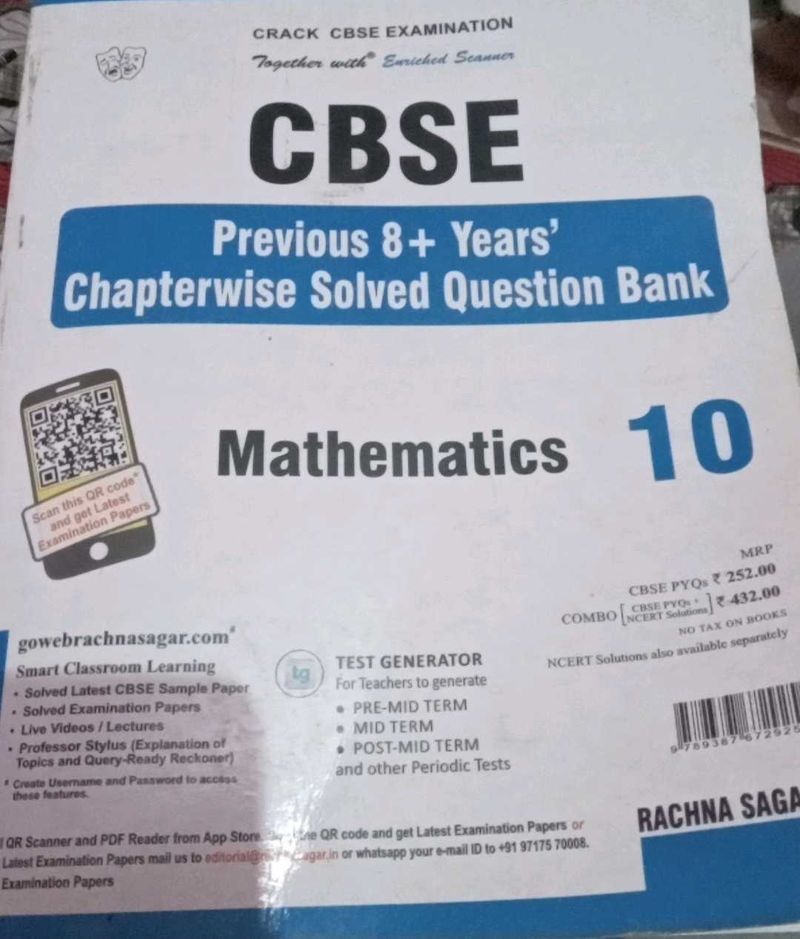 CRACK CBSE EXAMINATION
Together with® Enriched Scanner
CBSE
Previous 8+ Years'
Chapterwise Solved Question Bank
Mathematics 10
Scan this QR code*
and get Latest
Examination Papers
MRP
CBSE PYQs ₹ 252.00
COMBO [CBSE PYQs + NCERT Solutions] ₹ 432.00
NO TAX ON BOOKS
NCERT Solutions also available separately
gowebrachnasagar.com#
Smart Classroom Learning
• Solved Latest CBSE Sample Paper
• Solved Examination Papers
• Live Videos / Lectures
• Professor Stylus (Explanation of
Topics and Query-Ready Reckoner)
# Create Username and Password to access
these features.
tg
TEST GENERATOR
For Teachers to generate
• PRE-MID TERM
• MID TERM
• POST-MID TERM
and other Periodic Tests
9 789387 672925
RACHNA SAGA
QR Scanner and PDF Reader from App Store. the QR code and get Latest Examination Papers or
Latest Examination Papers mail us to or whatsapp your e-mail ID to +91 97175 70008.
Examination Papers